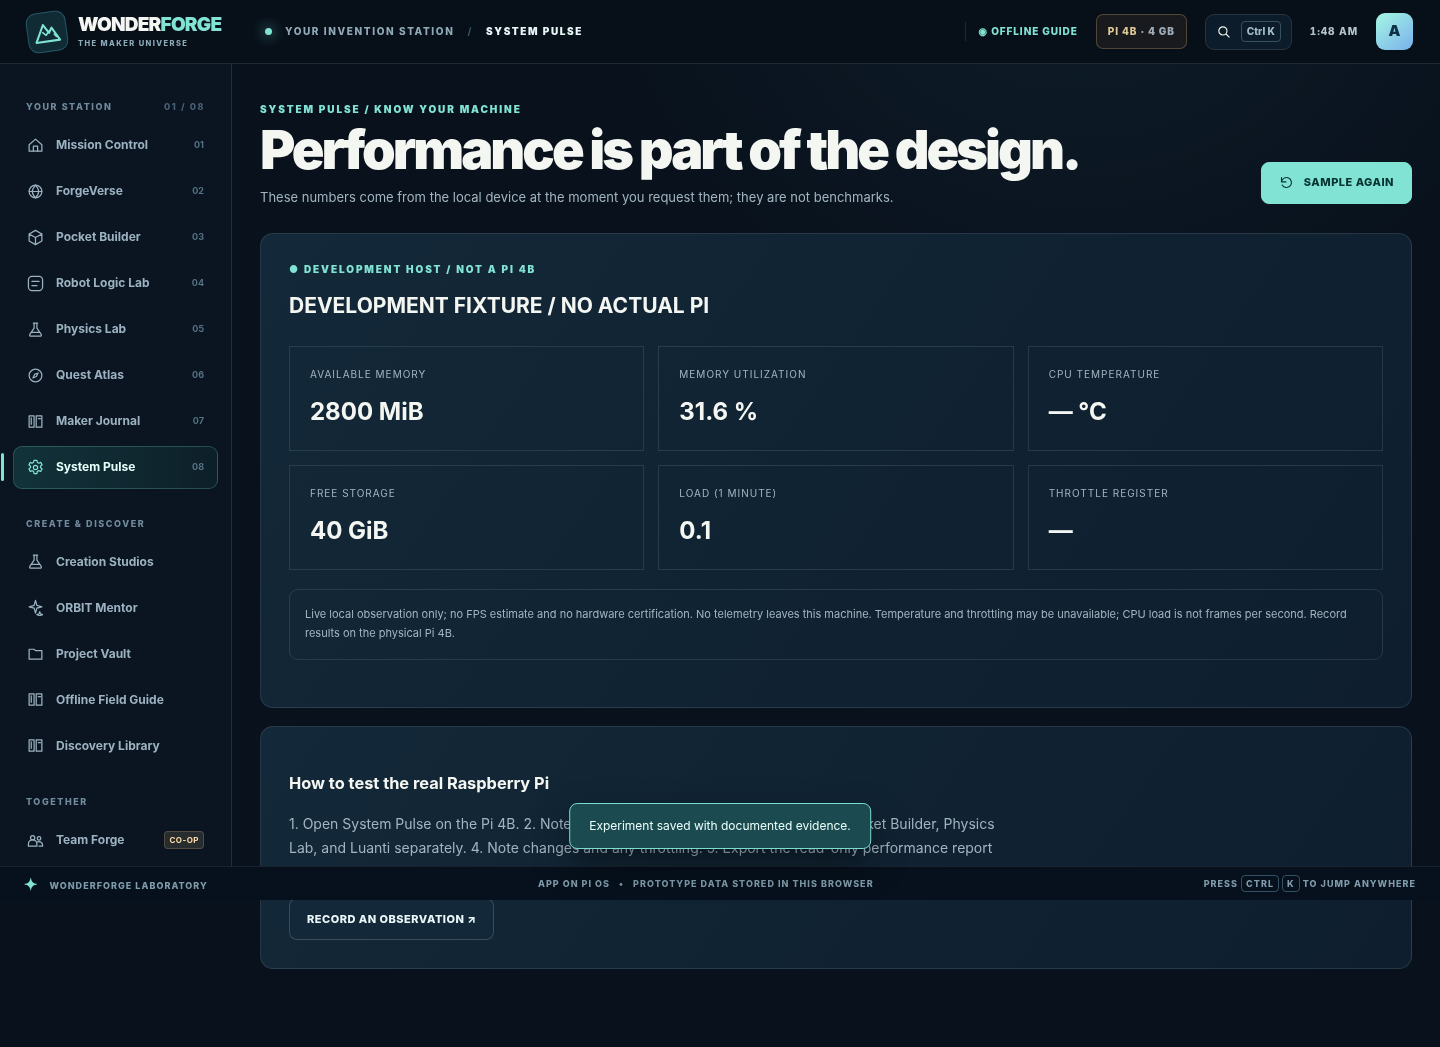 WONDERFORGE
THE MAKER UNIVERSE
YOUR INVENTION STATION / SYSTEM PULSE
OFFLINE GUIDE
PI 4B · 4 GB
Ctrl K
1:48 AM
A
YOUR STATION 01 / 08
Mission Control 01
ForgeVerse 02
Pocket Builder 03
Robot Logic Lab 04
Physics Lab 05
Quest Atlas 06
Maker Journal 07
System Pulse 08
CREATE & DISCOVER
Creation Studios
ORBIT Mentor
Project Vault
Offline Field Guide
Discovery Library
TOGETHER
Team Forge CO-OP
SYSTEM PULSE / KNOW YOUR MACHINE
Performance is part of the design.
These numbers come from the local device at the moment you request them; they are not benchmarks.
SAMPLE AGAIN
● DEVELOPMENT HOST / NOT A PI 4B
DEVELOPMENT FIXTURE / NO ACTUAL PI
AVAILABLE MEMORY
2800 MiB
MEMORY UTILIZATION
31.6 %
CPU TEMPERATURE
— °C
FREE STORAGE
40 GiB
LOAD (1 MINUTE)
0.1
THROTTLE REGISTER
—
Live local observation only; no FPS estimate and no hardware certification. No telemetry leaves this machine. Temperature and throttling may be unavailable; CPU load is not frames per second. Record
results on the physical Pi 4B.
How to test the real Raspberry Pi
1. Open System Pulse on the Pi 4B. 2. Note ket Builder, Physics
Lab, and Luanti separately. 4. Note changes and any throttling. 5. Export the read-only performance report
Experiment saved with documented evidence.
RECORD AN OBSERVATION ↗
WONDERFORGE LABORATORY
APP ON PI OS • PROTOTYPE DATA STORED IN THIS BROWSER
PRESS CTRL K TO JUMP ANYWHERE